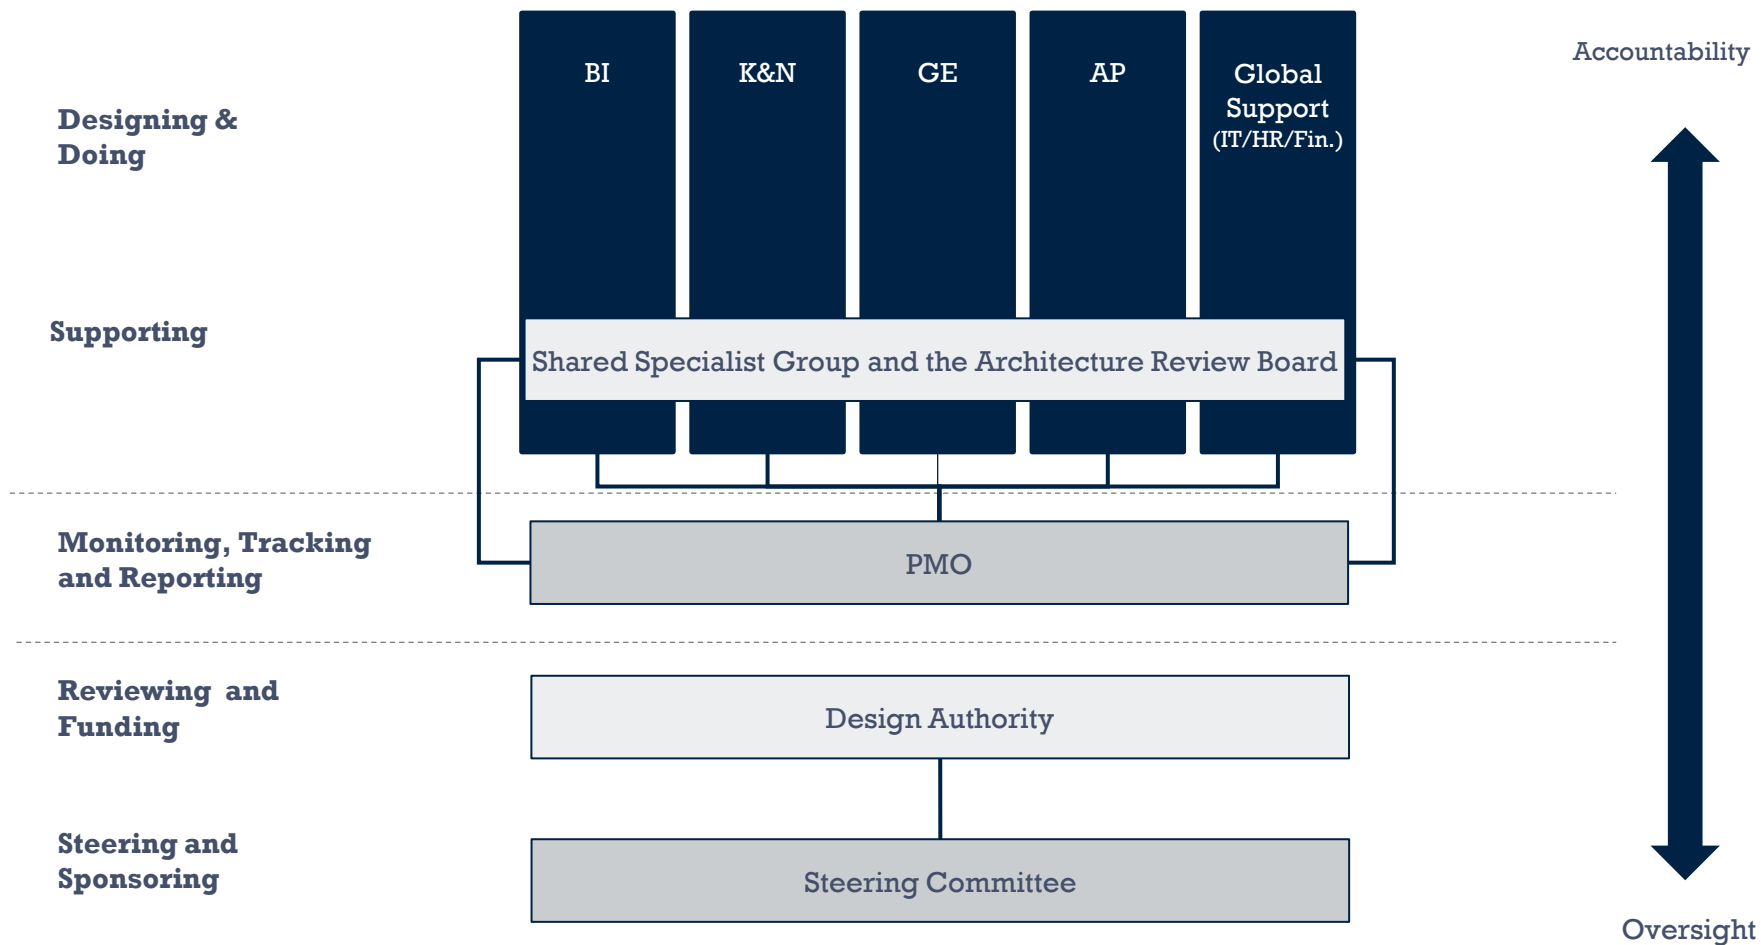 BI
K&N
GE
AP
Global
Support
(IT/HR/Fin.)
Accountability
Designing &
Doing
Supporting
Shared Specialist Group and the Architecture Review Board
Monitoring, Tracking
and Reporting
PMO
Reviewing  and
Funding
Design Authority
Steering and
Sponsoring
Steering Committee
Oversight